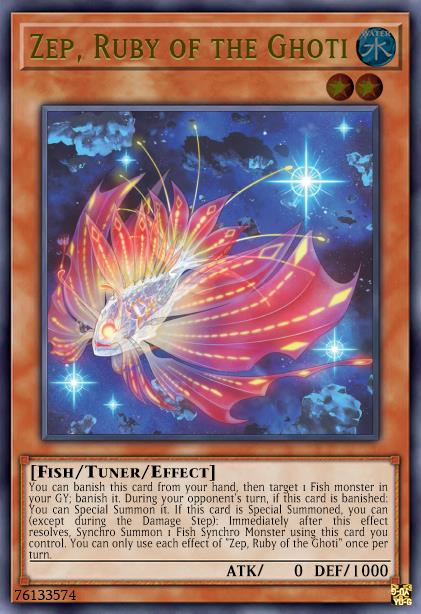 Zep, Ruby of the Ghoti
WATER
水
[Fish/Tuner/Effect]
You can banish this card from your hand, then target 1 Fish monster in
your GY; banish it. During your opponent's turn, if this card is banished:
You can Special Summon it. If this card is Special Summoned, you can
(except during the Damage Step): Immediately after this effect
resolves, Synchro Summon 1 Fish Synchro Monster using this card you
control. You can only use each effect of "Zep, Ruby of the Ghoti" once per
turn.
ATK/ 0 DEF/1000
76133574